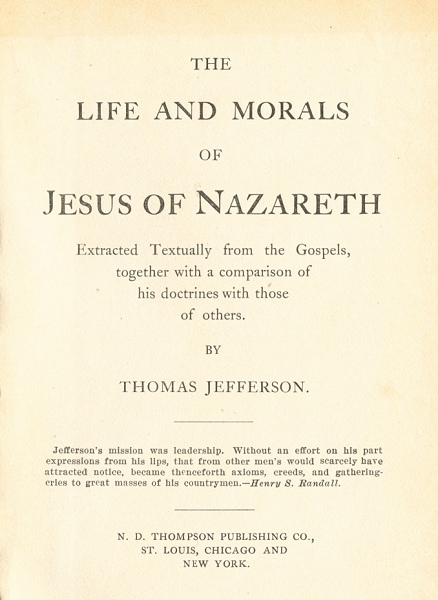 THE
LIFE AND MORALS
OF
JESUS OF NAZARETH
Extracted Textually from the Gospels,
together with a comparison of
his doctrines with those
of others.
BY
THOMAS JEFFERSON.
Jefferson's mission was leadership. Without an effort on his part
expressions from his lips, that from other men's would scarcely have
attracted notice, became thenceforth axioms, creeds, and gathering-
cries to great masses of his countrymen.—Henry S. Randall.
N. D. THOMPSON PUBLISHING CO.,
ST. LOUIS, CHICAGO AND
NEW YORK.